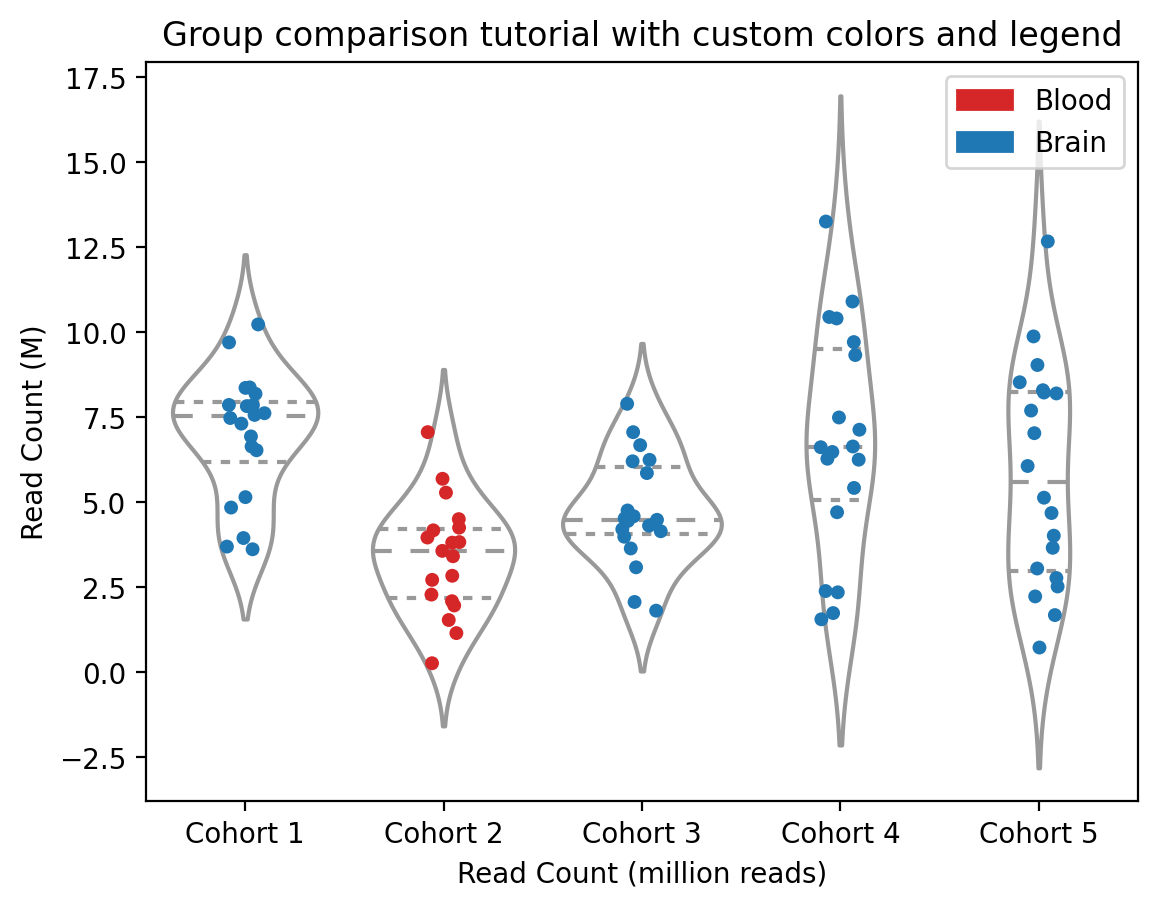 Group comparison tutorial with custom colors and legend
17.5
15.0
12.5
10.0
7.5
5.0
2.5
0.0
−2.5
Read Count (M)
Blood
Brain
Cohort 1
Cohort 2
Cohort 3
Cohort 4
Cohort 5
Read Count (million reads)